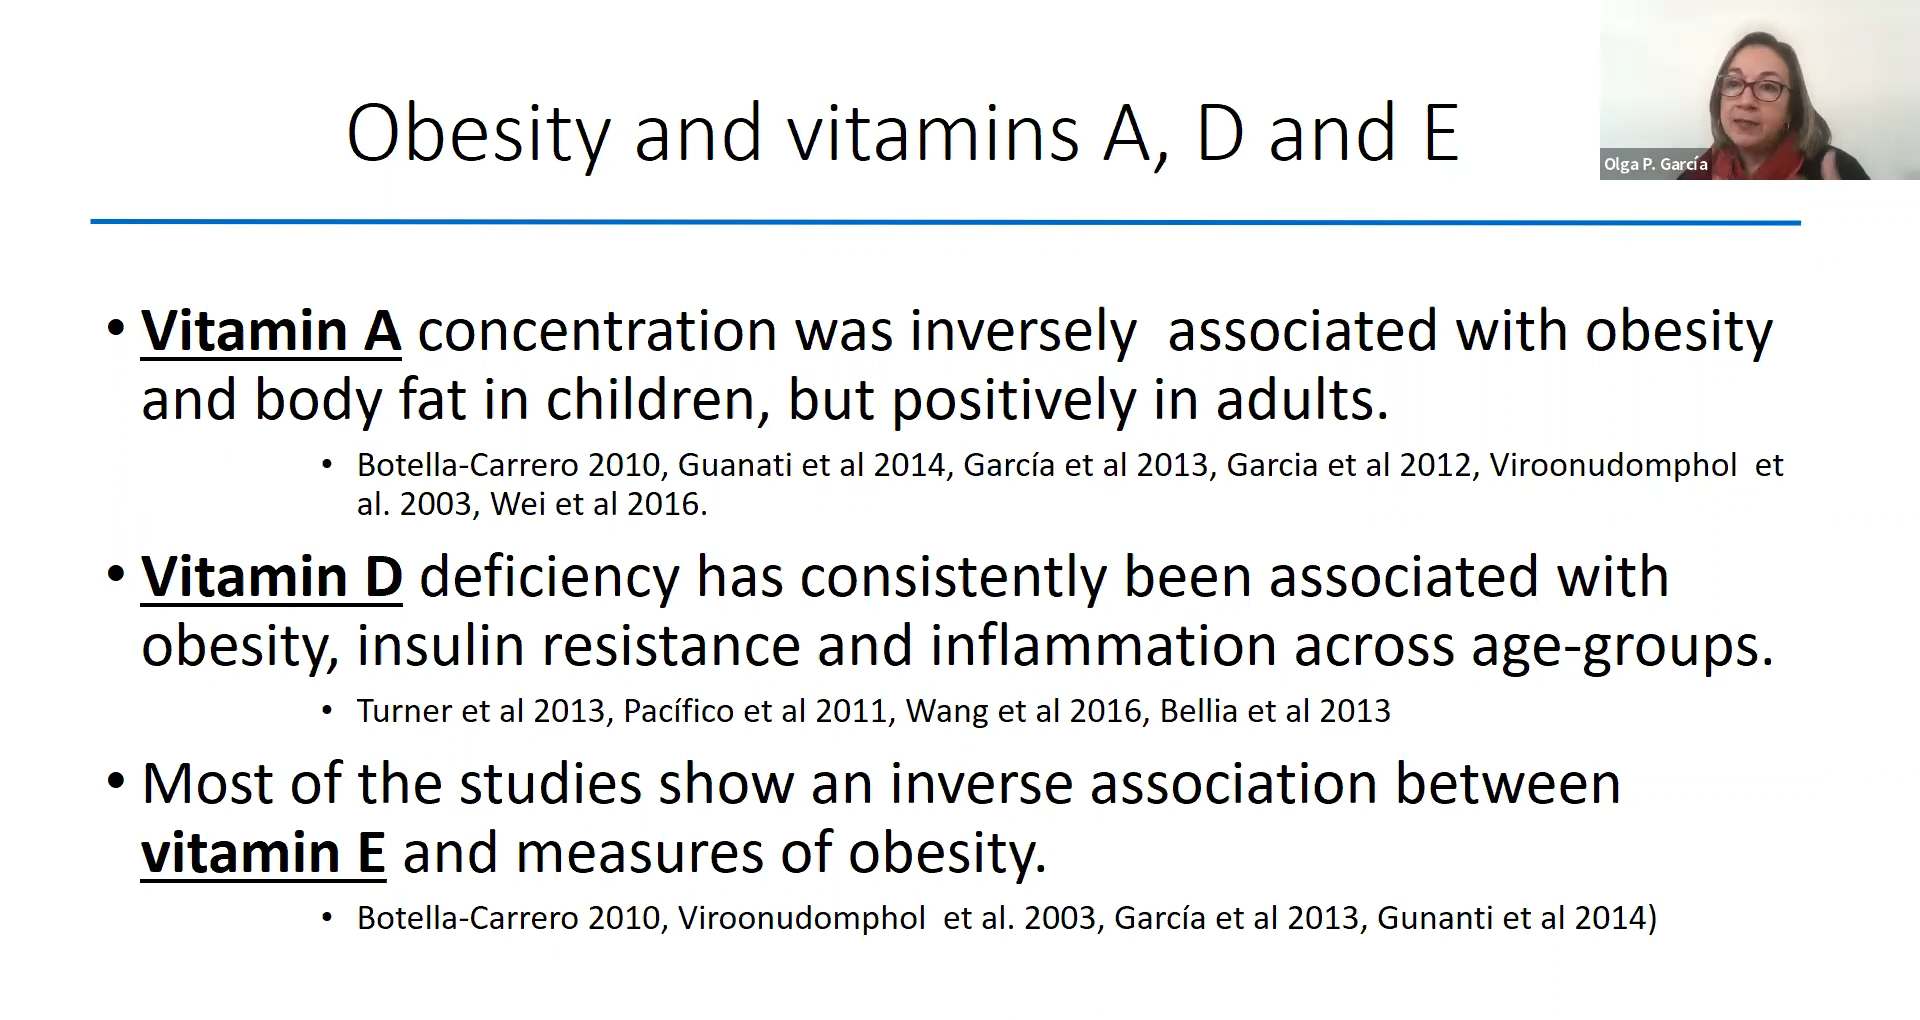 Obesity and vitamins A, D and E
Olga P. García
• Vitamin A concentration was inversely  associated with obesity
and body fat in children, but positively in adults.
• Botella-Carrero 2010, Guanati et al 2014, García et al 2013, Garcia et al 2012, Viroonudomphol  et
al. 2003, Wei et al 2016.
• Vitamin D deficiency has consistently been associated with
obesity, insulin resistance and inflammation across age-groups.
• Turner et al 2013, Pacífico et al 2011, Wang et al 2016, Bellia et al 2013
• Most of the studies show an inverse association between
vitamin E and measures of obesity.
• Botella-Carrero 2010, Viroonudomphol  et al. 2003, García et al 2013, Gunanti et al 2014)